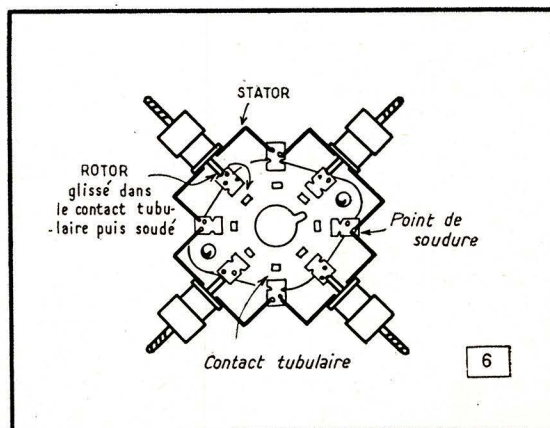 STATOR
ROTOR
glissé dans
le contact tubu-
-laire puis soudé
Point de
soudure
Contact tubulaire
6